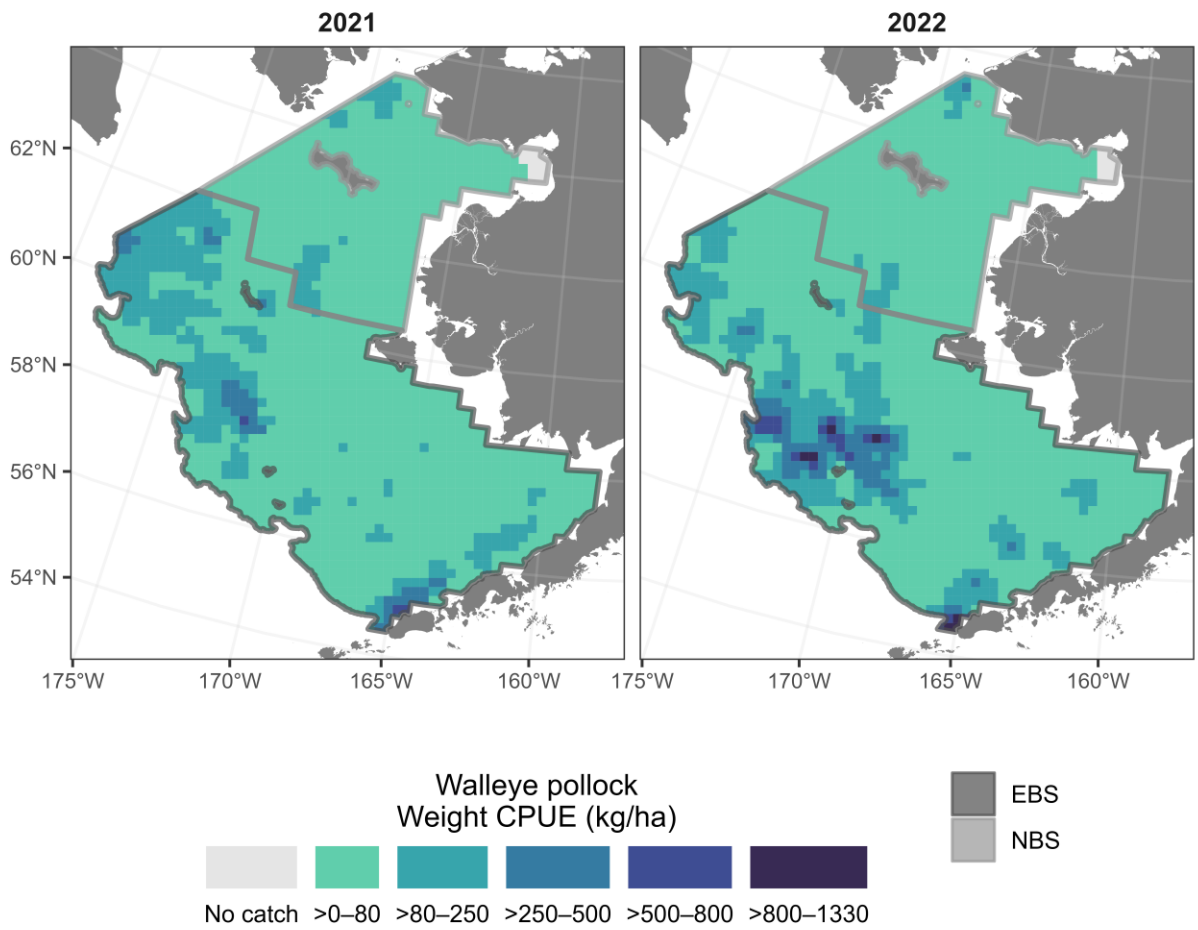 2021
2022
62°N
60°N
58°N
56°N
54°N
175°W
170°W
165°W
160°W
175°W
170°W
165°W
160°W
Walleye pollock
Weight CPUE (kg/ha)
No catch
>0–80
>80–250
>250–500
>500–800
>800–1330
EBS
NBS